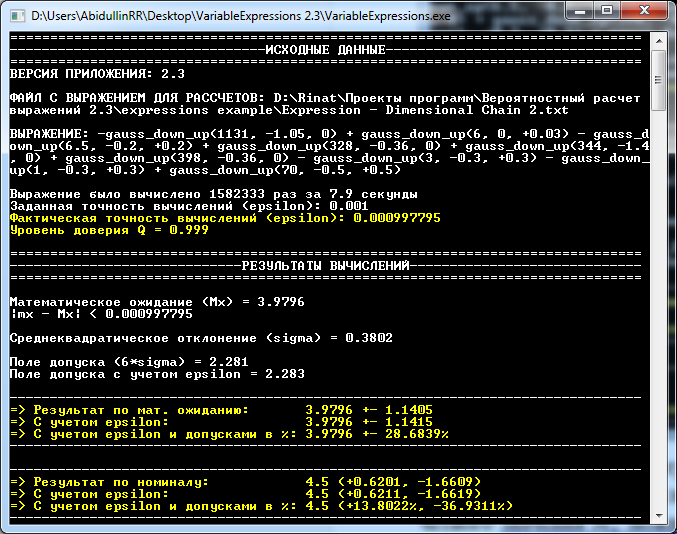 D:\Users\AbidullinRR\Desktop\VariableExpressions 2.3\VariableExpressions.exe
ИСХОДНЫЕ ДАННЫЕ
ВЕРСИЯ ПРИЛОЖЕНИЯ: 2.3
ФАЙЛ С ВЫРАЖЕНИЕМ ДЛЯ РАССЧЕТОВ: D:\Rinat\Проекты программ\Вероятностный расчет
выражений 2.3\expressions example\Expression - Dimensional Chain 2.txt
ВЫРАЖЕНИЕ: -gauss_down_up(1131, -1.05, 0) + gauss_down_up(6, 0, +0.03) - gauss_d
own_up(6.5, -0.2, +0.2) + gauss_down_up(328, -0.36, 0) + gauss_down_up(344, -1.4
, 0) + gauss_down_up(398, -0.36, 0) - gauss_down_up(3, -0.3, +0.3) - gauss_down_
up(1, -0.3, +0.3) + gauss_down_up(70, -0.5, +0.5)
Выражение было вычислено 1582333 раз за 7.9 секунды
Заданная точность вычислений (epsilon): 0.001
Фактическая точность вычислений (epsilon): 0.000997795
Уровень доверия Q = 0.999
РЕЗУЛЬТАТЫ ВЫЧИСЛЕНИЙ
Математическое ожидание (Mx) = 3.9796
|mx - Mx| < 0.000997795
Среднеквадратическое отклонение (sigma) = 0.3802
Поле допуска (6*sigma) = 2.281
Поле допуска с учетом epsilon = 2.283
=> Результат по мат. ожиданию: 3.9796 +- 1.1405
=> С учетом epsilon: 3.9796 +- 1.1415
=> С учетом epsilon и допусками в %: 3.9796 +- 28.6839%
=> Результат по номиналу: 4.5 (+0.6201, -1.6609)
=> С учетом epsilon: 4.5 (+0.6211, -1.6619)
=> С учетом epsilon и допусками в %: 4.5 (+13.8022%, -36.9311%)